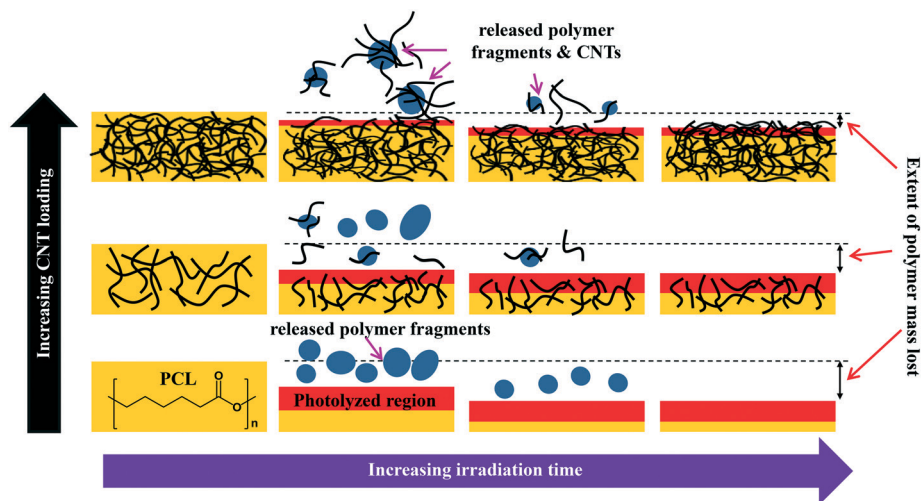 released polymer
fragments & CNTs
Increasing CNT loading
Extent of polymer mass lost
released polymer fragments
PCL
O
O
n
Photolyzed region
Increasing irradiation time